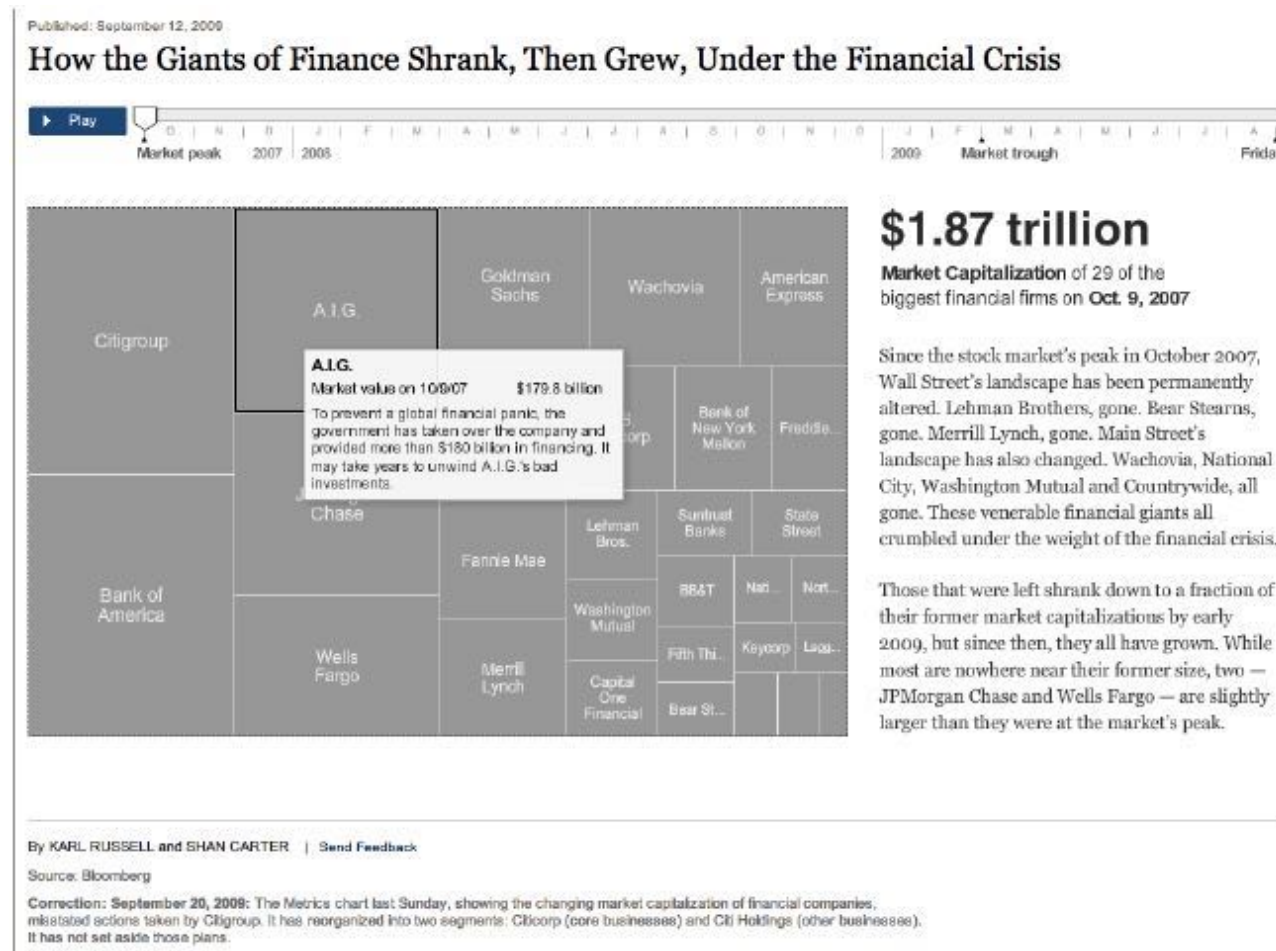 Published: September 12, 2009
How the Giants of Finance Shrank, Then Grew, Under the Financial Crisis
Play
O N D J F M A M J J A S O N D J F M A M J J A
Market peak 2007 2008 2009 Market trough
Citigroup
A.I.G.
Goldman
Sachs
Wachovia
American
Express
A.I.G.
Market value on 10/9/07 $179.8 billion
To prevent a global financial panic, the
government has taken over the company and
provided more than $180 billion in financing. It
may take years to unwind A.I.G.'s bad
investments.
Bank of
New York
Mellon
Freddie...
Chase
Bank of
America
Wells
Fargo
Fannie Mae
Merrill
Lynch
Lehman
Bros.
Washington
Mutual
Capital
One
Financial
Suntrust
Banks
State
Street
BB&T
Nati...
Nort...
Fifth Thi...
Keycorp
Legg...
Bear St...
$1.87 trillion
Market Capitalization of 29 of the
biggest financial firms on Oct. 9, 2007
Since the stock market's peak in October 2007,
Wall Street's landscape has been permanently
altered. Lehman Brothers, gone. Bear Stearns,
gone. Merrill Lynch, gone. Main Street's
landscape has also changed. Wachovia, National
City, Washington Mutual and Countrywide, all
gone. These venerable financial giants all
crumbled under the weight of the financial crisis.
Those that were left shrank down to a fraction of
their former market capitalizations by early
2009, but since then, they all have grown. While
most are nowhere near their former size, two —
JPMorgan Chase and Wells Fargo — are slightly
larger than they were at the market's peak.
By KARL RUSSELL and SHAN CARTER | Send Feedback
Source: Bloomberg
Correction: September 20, 2009: The Metrics chart last Sunday, showing the changing market capitalization of financial companies,
misstated actions taken by Citigroup. It has reorganized into two segments: Citicorp (core businesses) and Citi Holdings (other businesses).
It has not set aside those plans.